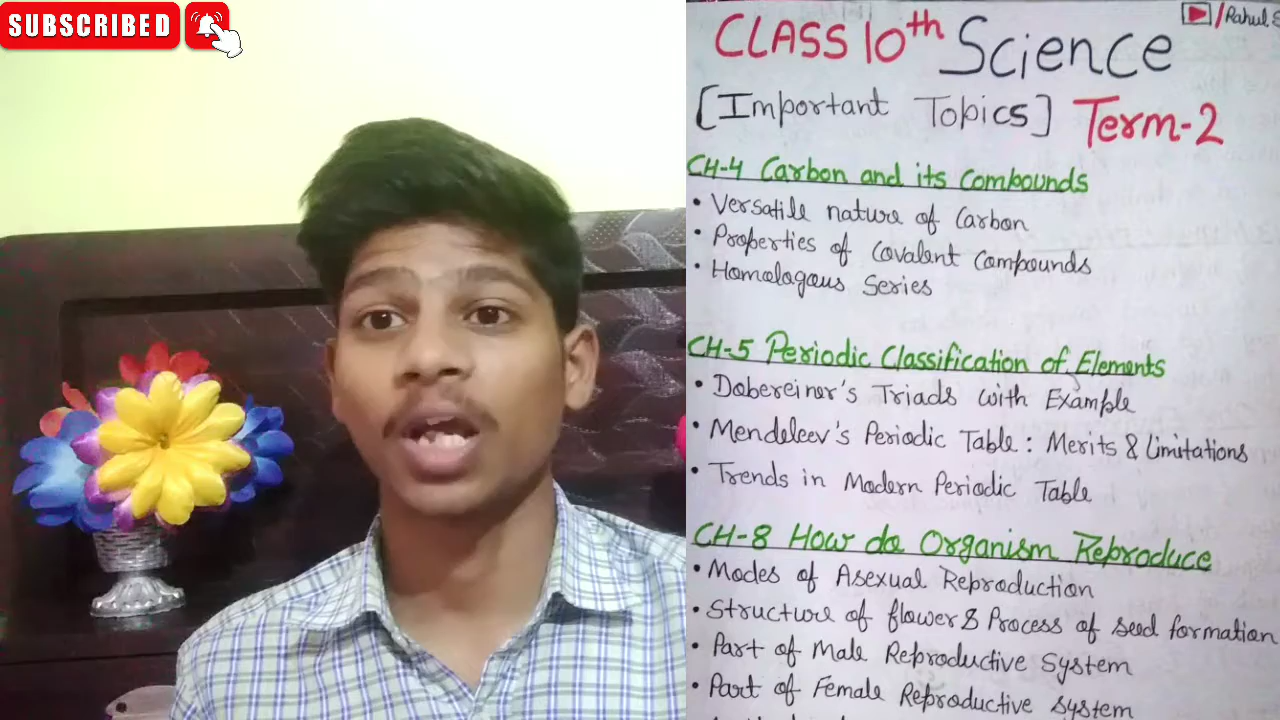 SUBSCRIBED
/Rahul
CLASS 10th Science
[Important Topics] Term-2
CH-4 Carbon and its Compounds
• Versatile nature of Carbon
• Properties of Covalent Compounds
• Homologous Series
CH-5 Periodic Classification of Elements
• Dobereiner's Triads with Example
• Mendeleev's Periodic Table : Merits & Limitations
• Trends in Modern Periodic Table
CH-8 How do Organism Reproduce
• Modes of Asexual Reproduction
• Structure of flower & Process of seed formation
• Part of Male Reproductive System
• Part of Female Reproductive System